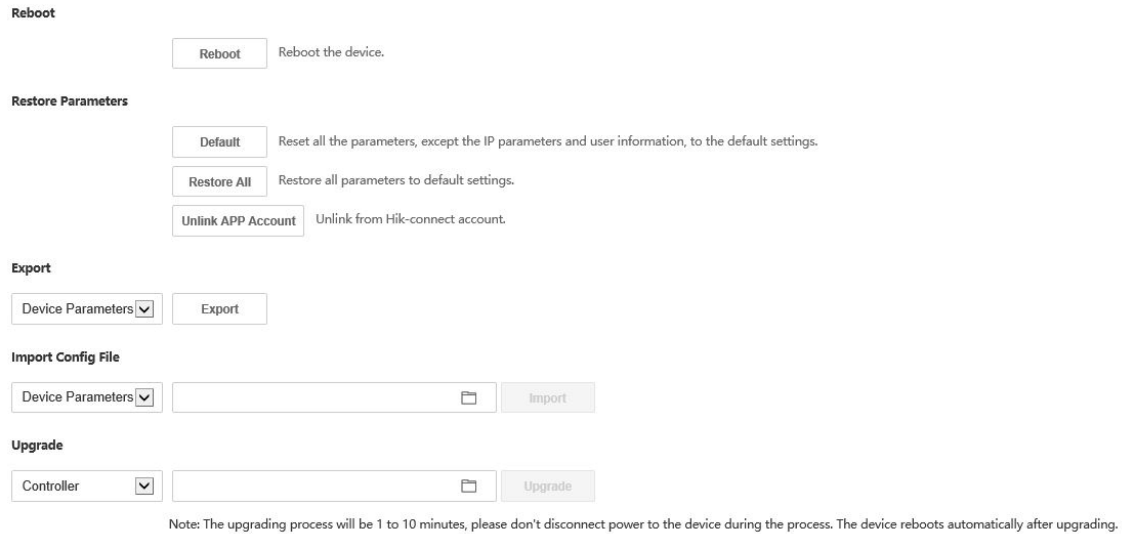 Reboot
Reboot Reboot the device.
Restore Parameters
Default Reset all the parameters, except the IP parameters and user information, to the default settings.
Restore All Restore all parameters to default settings.
Unlink APP Account Unlink from Hik-connect account.
Export
Device Parameters Export
Import Config File
Device Parameters Import
Upgrade
Controller Upgrade
Note: The upgrading process will be 1 to 10 minutes, please don't disconnect power to the device during the process. The device reboots automatically after upgrading.